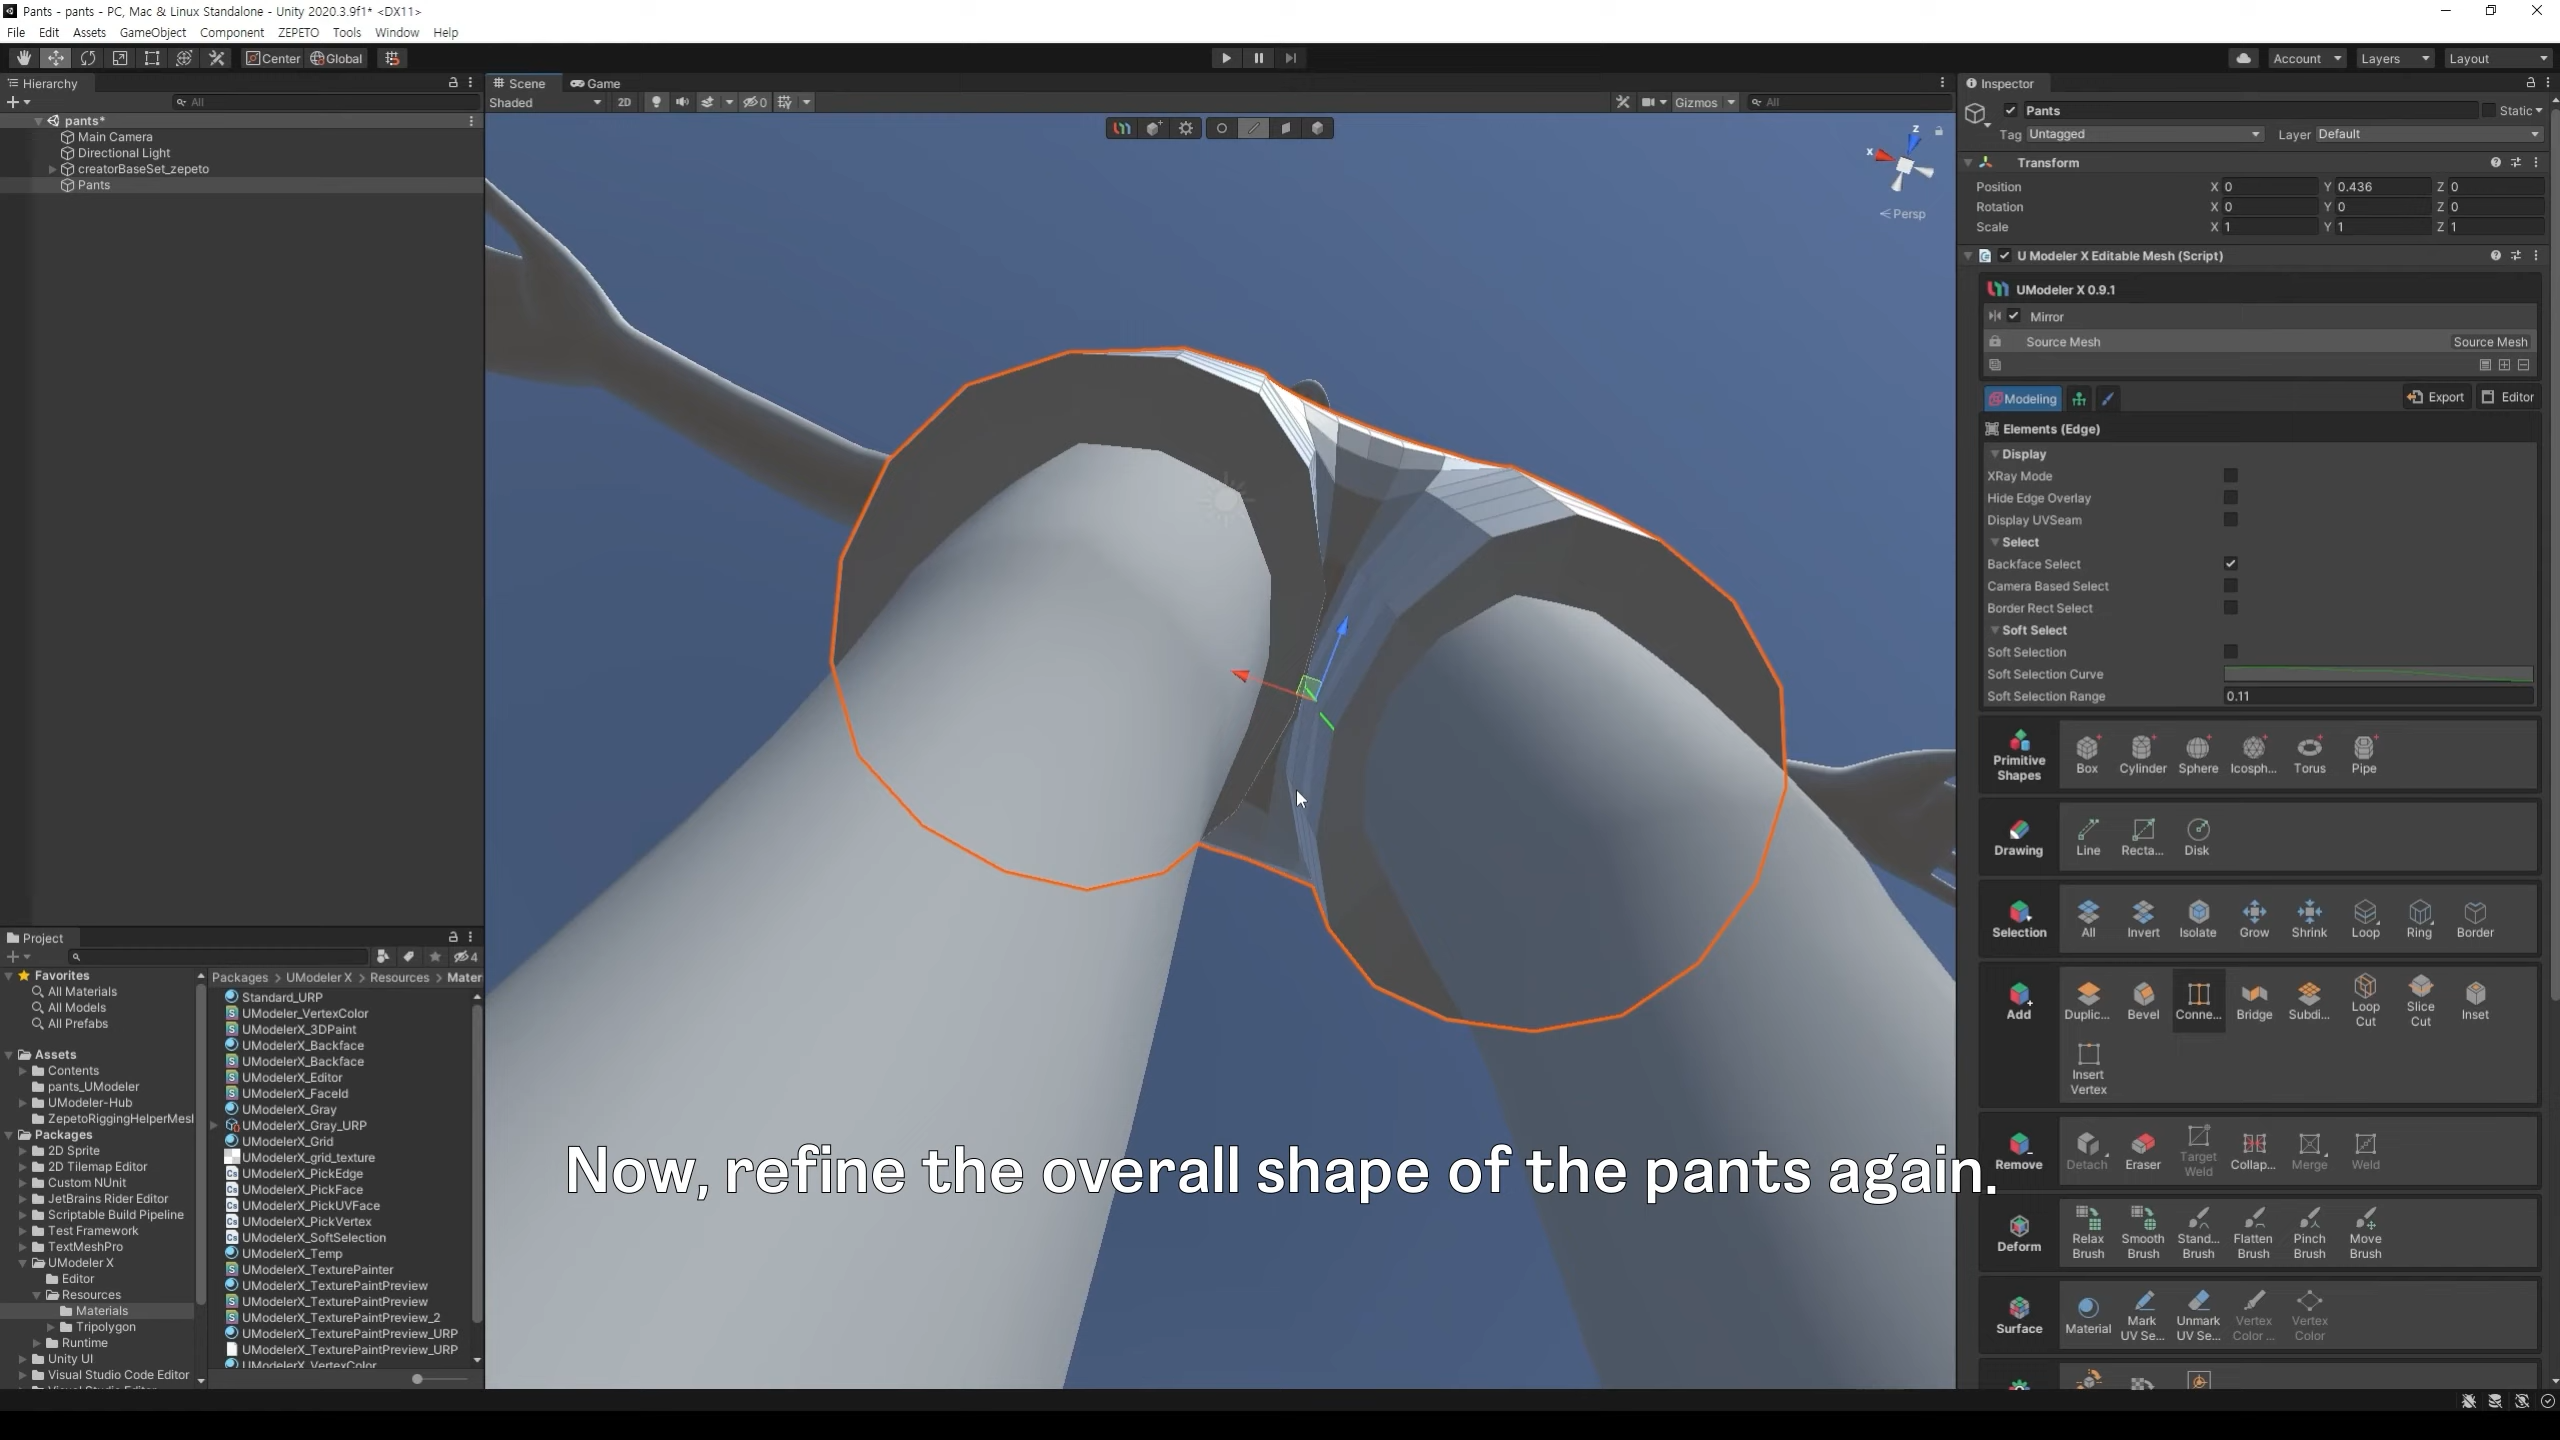 Pants - pants - PC, Mac & Linux Standalone - Unity 2020.3.9f1* <DX11>
File Edit Assets GameObject Component ZEPETO Tools Window Help
Center Global
Account Layers Layout
Hierarchy
All
pants*
Main Camera
Directional Light
creatorBaseSet_zepeto
Pants
Scene Game
Shaded 2D 0 Gizmos All
z
x
Persp
Now, refine the overall shape of the pants again.
Project
4
Favorites
All Materials
All Models
All Prefabs
Assets
Contents
pants_UModeler
UModeler-Hub
ZepetoRiggingHelperMesl
Packages
2D Sprite
2D Tilemap Editor
Custom NUnit
JetBrains Rider Editor
Scriptable Build Pipeline
Test Framework
TextMeshPro
UModeler X
Editor
Resources
Materials
Tripolygon
Runtime
Unity UI
Visual Studio Code Editor
Packages > UModeler X > Resources > Mater
Standard_URP
UModeler_VertexColor
UModelerX_3DPaint
UModelerX_Backface
UModelerX_Backface
UModelerX_Editor
UModelerX_FaceId
UModelerX_Gray
UModelerX_Gray_URP
UModelerX_Grid
UModelerX_grid_texture
UModelerX_PickEdge
UModelerX_PickFace
UModelerX_PickUVFace
UModelerX_PickVertex
UModelerX_SoftSelection
UModelerX_Temp
UModelerX_TexturePainter
UModelerX_TexturePaintPreview
UModelerX_TexturePaintPreview
UModelerX_TexturePaintPreview_2
UModelerX_TexturePaintPreview_URP
UModelerX_TexturePaintPreview_URP
UModelerX_VertexColor
Inspector
Pants Static
Tag Untagged Layer Default
Transform
Position X 0 Y 0.436 Z 0
Rotation X 0 Y 0 Z 0
Scale X 1 Y 1 Z 1
U Modeler X Editable Mesh (Script)
UModeler X 0.9.1
Mirror
Source Mesh Source Mesh
Modeling Export Editor
Elements (Edge)
Display
XRay Mode
Hide Edge Overlay
Display UVSeam
Select
Backface Select
Camera Based Select
Border Rect Select
Soft Select
Soft Selection
Soft Selection Curve
Soft Selection Range 0.11
Primitive Shapes Box Cylinder Sphere Icosph... Torus Pipe
Drawing Line Recta... Disk
Selection All Invert Isolate Grow Shrink Loop Ring Border
Add Duplic... Bevel Conne... Bridge Subdi... Loop Cut Slice Cut Inset
Insert Vertex
Remove Detach Eraser Target Weld Collap... Merge Weld
Deform Relax Brush Smooth Brush Stand... Brush Flatten Brush Pinch Brush Move Brush
Surface Material Mark UV Se... Unmark UV Se... Vertex Color ... Vertex Color